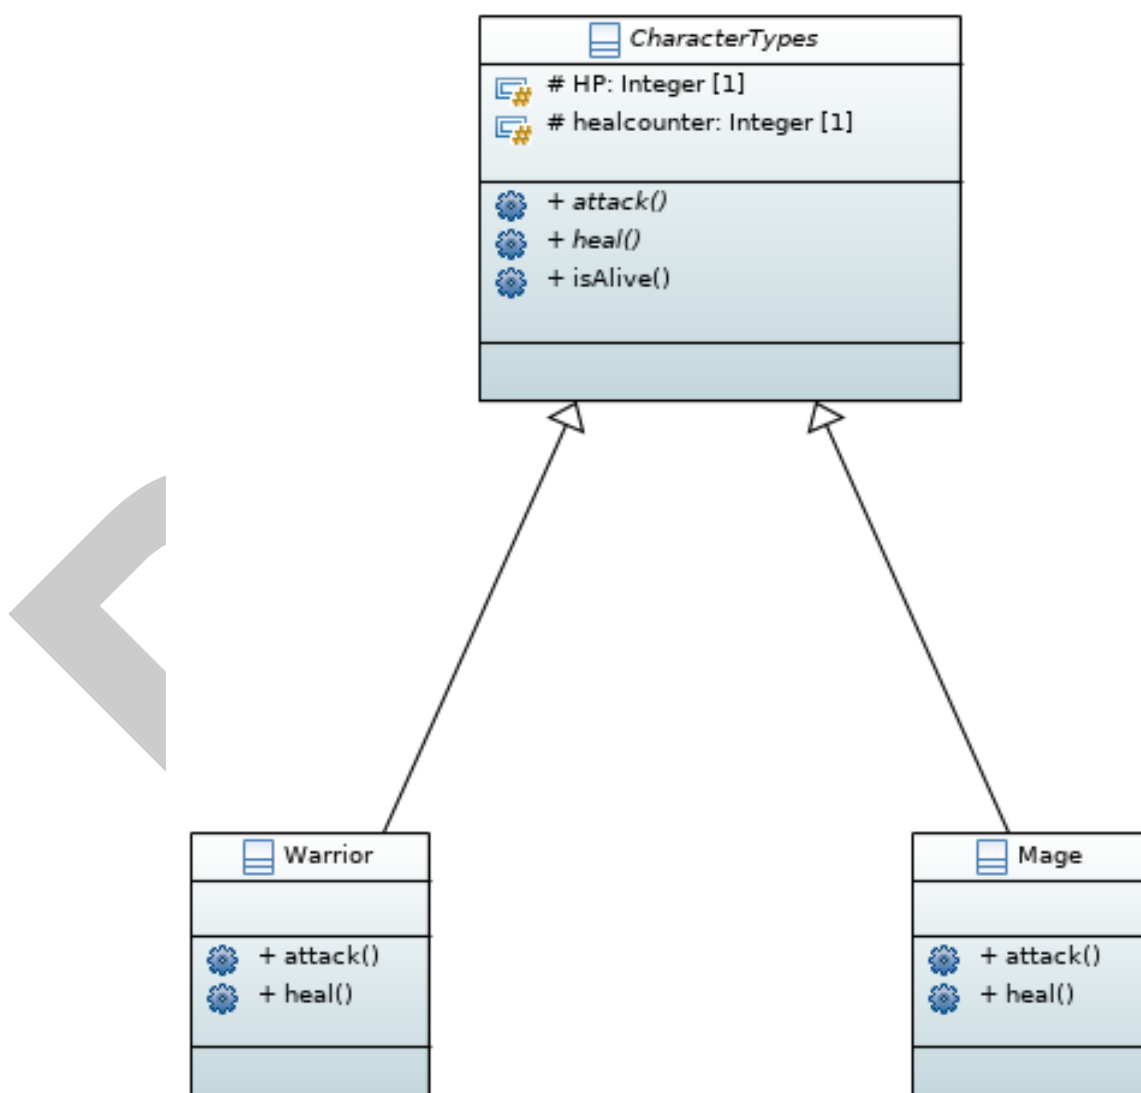 CharacterTypes
# HP: Integer [1]
# healcounter: Integer [1]
+ attack()
+ heal()
+ isAlive()
Warrior
+ attack()
+ heal()
Mage
+ attack()
+ heal()